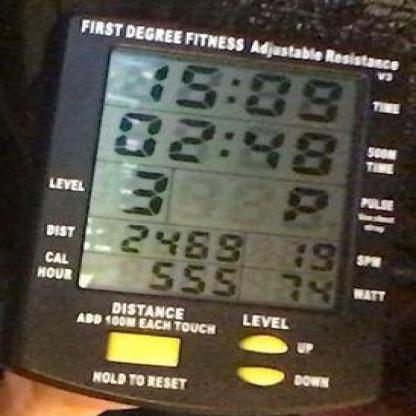 FIRST DEGREE FITNESS Adjustable Resistance
V3
15:09 TIME
02:48 500M TIME
LEVEL 3 P PULSE
DIST 2469 19 SPM
CAL HOUR 555 74 WATT
DISTANCE
ADD 100M EACH TOUCH
LEVEL
UP
HOLD TO RESET
DOWN